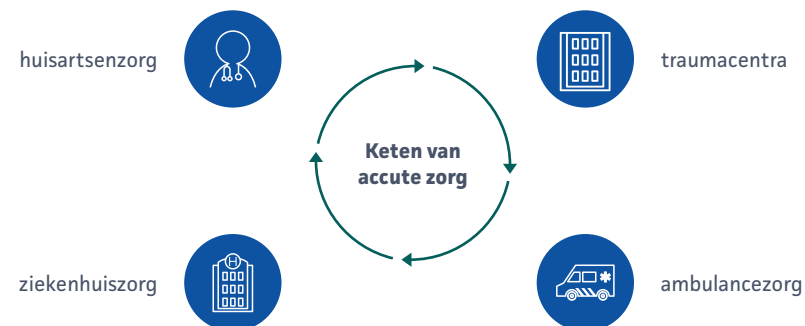 huisartsenzorg
traumacentra
Keten van
accute zorg
ziekenhuiszorg
H
ambulancezorg